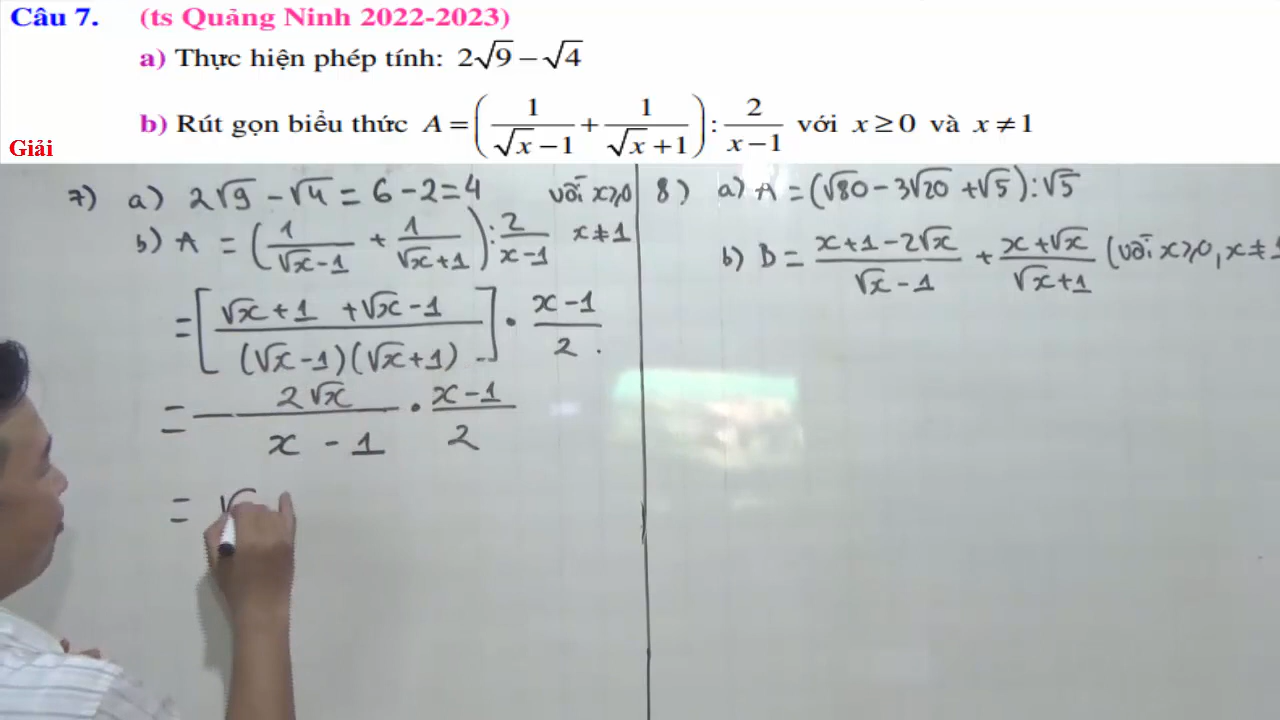 Câu 7. (ts Quảng Ninh 2022-2023)
a) Thực hiện phép tính: 2√9 − √4
b) Rút gọn biểu thức A = (1/(√x − 1) + 1/(√x + 1)) : 2/(x − 1) với x ≥ 0 và x ≠ 1
Giải
7) a) 2√9 − √4 = 6 − 2 = 4 với x ≥ 0
b) A = (1/(√x − 1) + 1/(√x + 1)) : 2/(x − 1) x ≠ 1
= [(√x + 1 + √x − 1)/((√x − 1)(√x + 1))] · (x − 1)/2
= 2√x/(x − 1) · (x − 1)/2
= √
8) a) A = (√80 − 3√20 + √5) : √5
b) B = (x + 1 − 2√x)/(√x − 1) + (x + √x)/(√x + 1) (với x ≥ 0, x ≠ 1